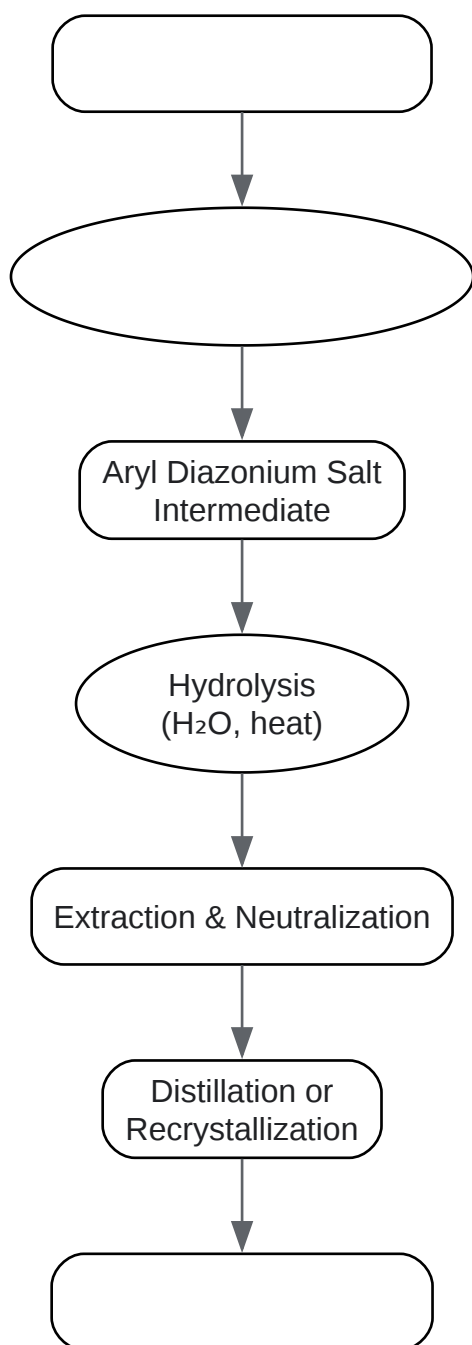 Aryl Diazonium Salt
Intermediate
Hydrolysis
(H₂O, heat)
Extraction & Neutralization
Distillation or
Recrystallization